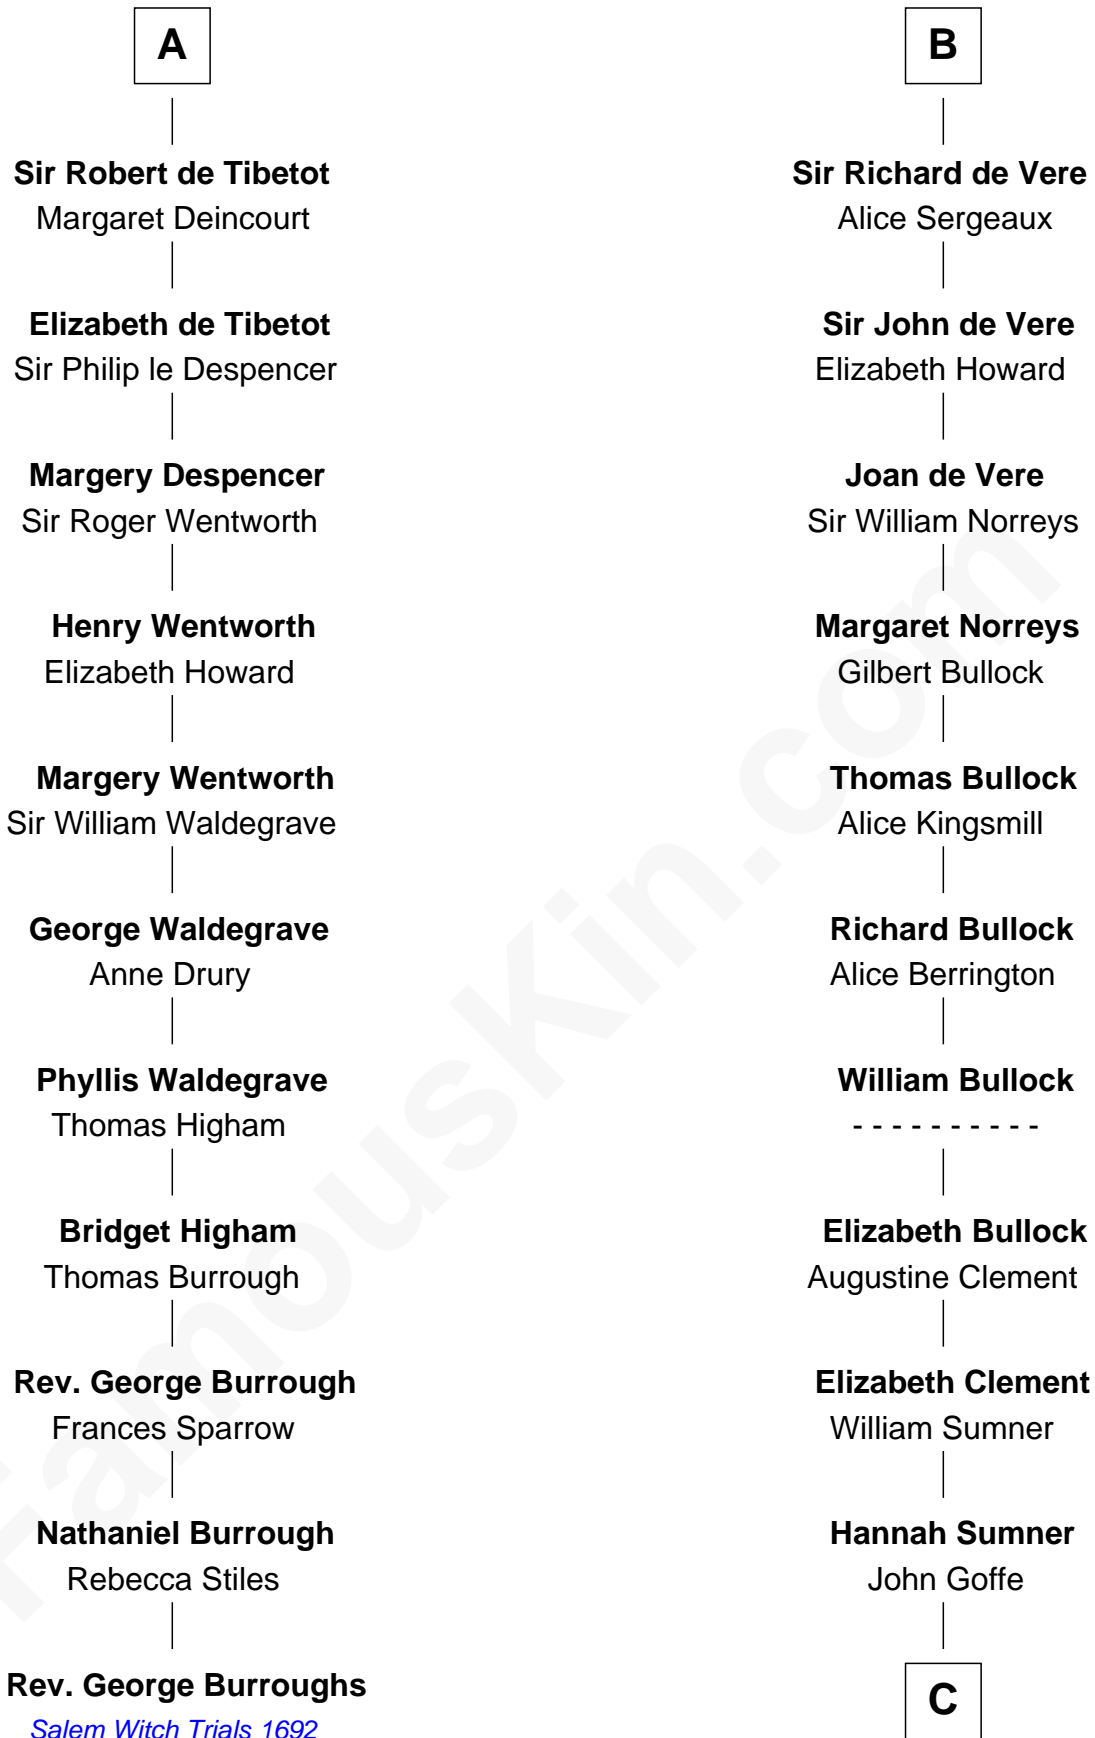 A
Sir Robert de Tibetot
Margaret Deincourt
Elizabeth de Tibetot
Sir Philip le Despencer
Margery Despencer
Sir Roger Wentworth
Henry Wentworth
Elizabeth Howard
Margery Wentworth
Sir William Waldegrave
George Waldegrave
Anne Drury
Phyllis Waldegrave
Thomas Higham
Bridget Higham
Thomas Burrough
Rev. George Burrough
Frances Sparrow
Nathaniel Burrough
Rebecca Stiles
Rev. George Burroughs
Salem Witch Trials 1692
B
Sir Richard de Vere
Alice Sergeaux
Sir John de Vere
Elizabeth Howard
Joan de Vere
Sir William Norreys
Margaret Norreys
Gilbert Bullock
Thomas Bullock
Alice Kingsmill
Richard Bullock
Alice Berrington
William Bullock
- - - - - - - - - -
Elizabeth Bullock
Augustine Clement
Elizabeth Clement
William Sumner
Hannah Sumner
John Goffe
C
FamousKin.com